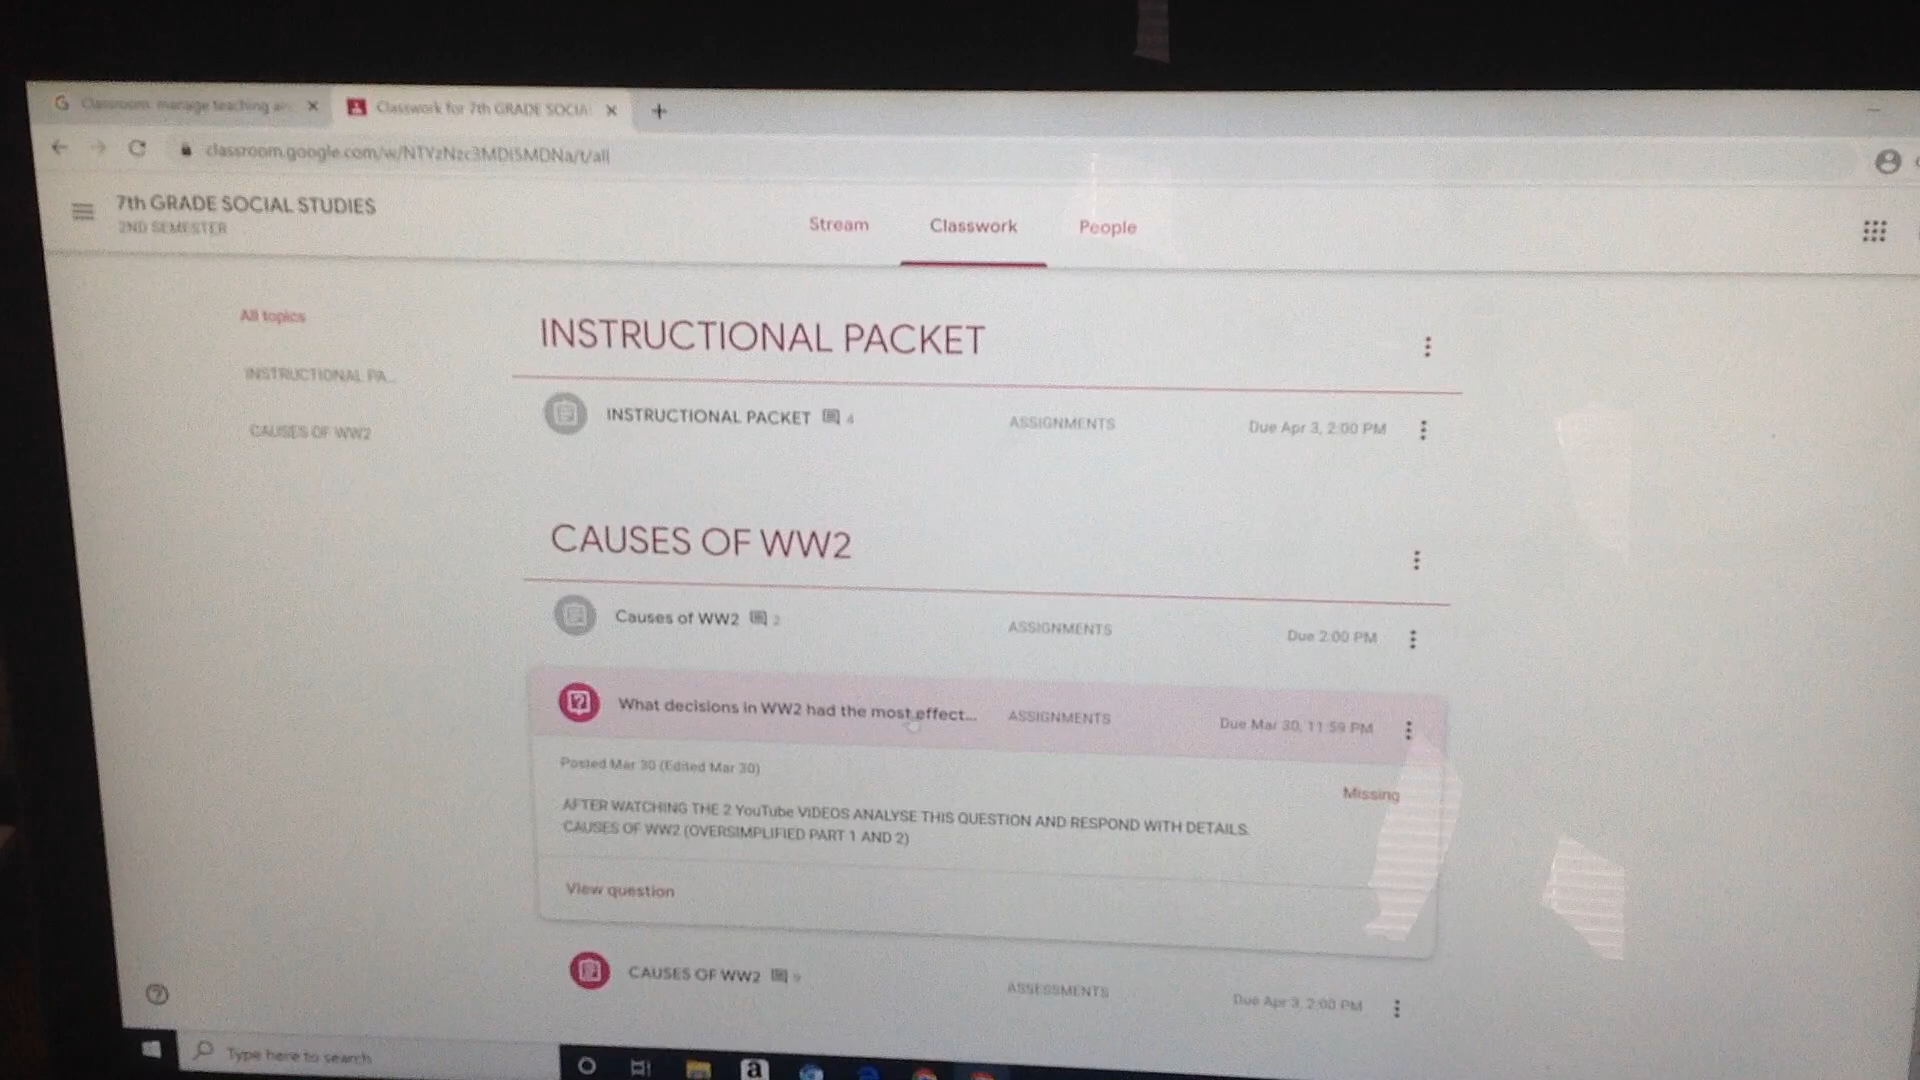 Classroom: manage teaching an
Classwork for 7th GRADE SOCIAL
classroom.google.com/w/
7th GRADE SOCIAL STUDIES
2ND SEMESTER
Stream
Classwork
People
All topics
INSTRUCTIONAL PA...
CAUSES OF WW2
INSTRUCTIONAL PACKET
INSTRUCTIONAL PACKET 4
ASSIGNMENTS
Due Apr 3, 2:00 PM
CAUSES OF WW2
Causes of WW2 2
ASSIGNMENTS
Due 2:00 PM
What decisions in WW2 had the most effect...
ASSIGNMENTS
Due Mar 30, 11:59 PM
Posted Mar 30 (Edited Mar 30)
Missing
AFTER WATCHING THE 2 YouTube VIDEOS ANALYSE THIS QUESTION AND RESPOND WITH DETAILS.
CAUSES OF WW2 (OVERSIMPLIFIED PART 1 AND 2)
View question
CAUSES OF WW2 9
ASSESSMENTS
Due Apr 3, 2:00 PM
Type here to search
a